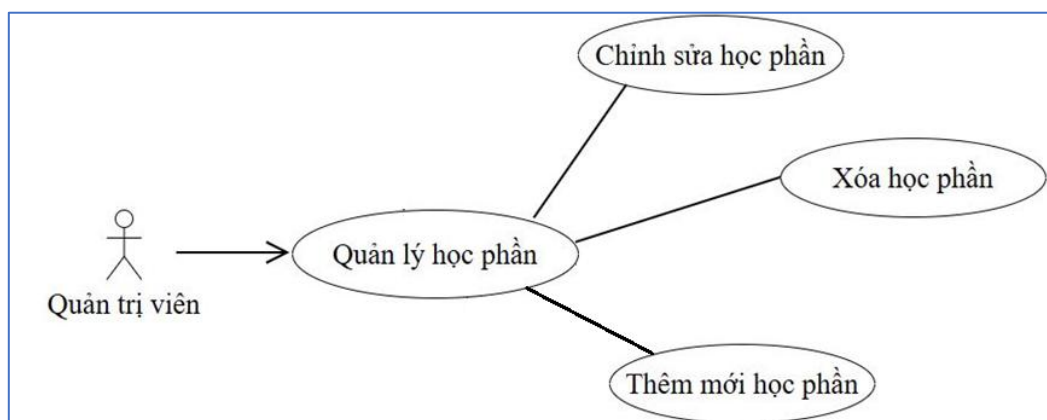 Chỉnh sửa học phần
Xóa học phần
Quản lý học phần
Quản trị viên
Thêm mới học phần